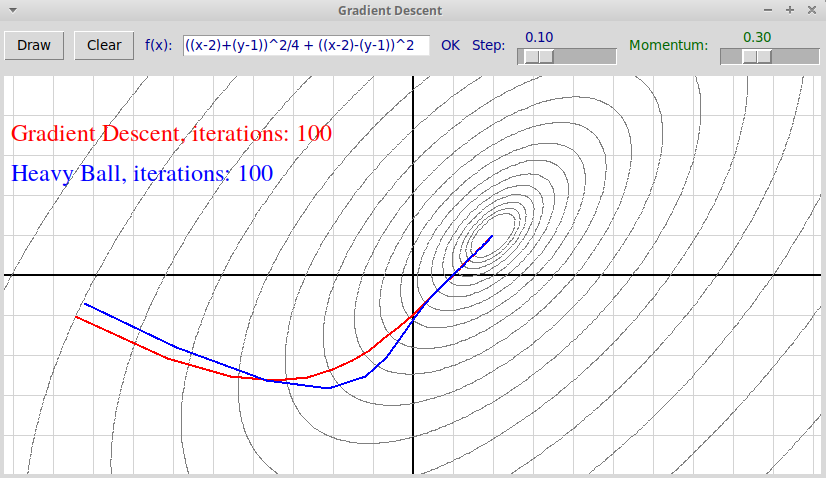 Gradient Descent
Draw Clear f(x): ((x-2)+(y-1))^2/4 + ((x-2)-(y-1))^2 OK Step: 0.10 Momentum: 0.30
Gradient Descent, iterations: 100
Heavy Ball, iterations: 100